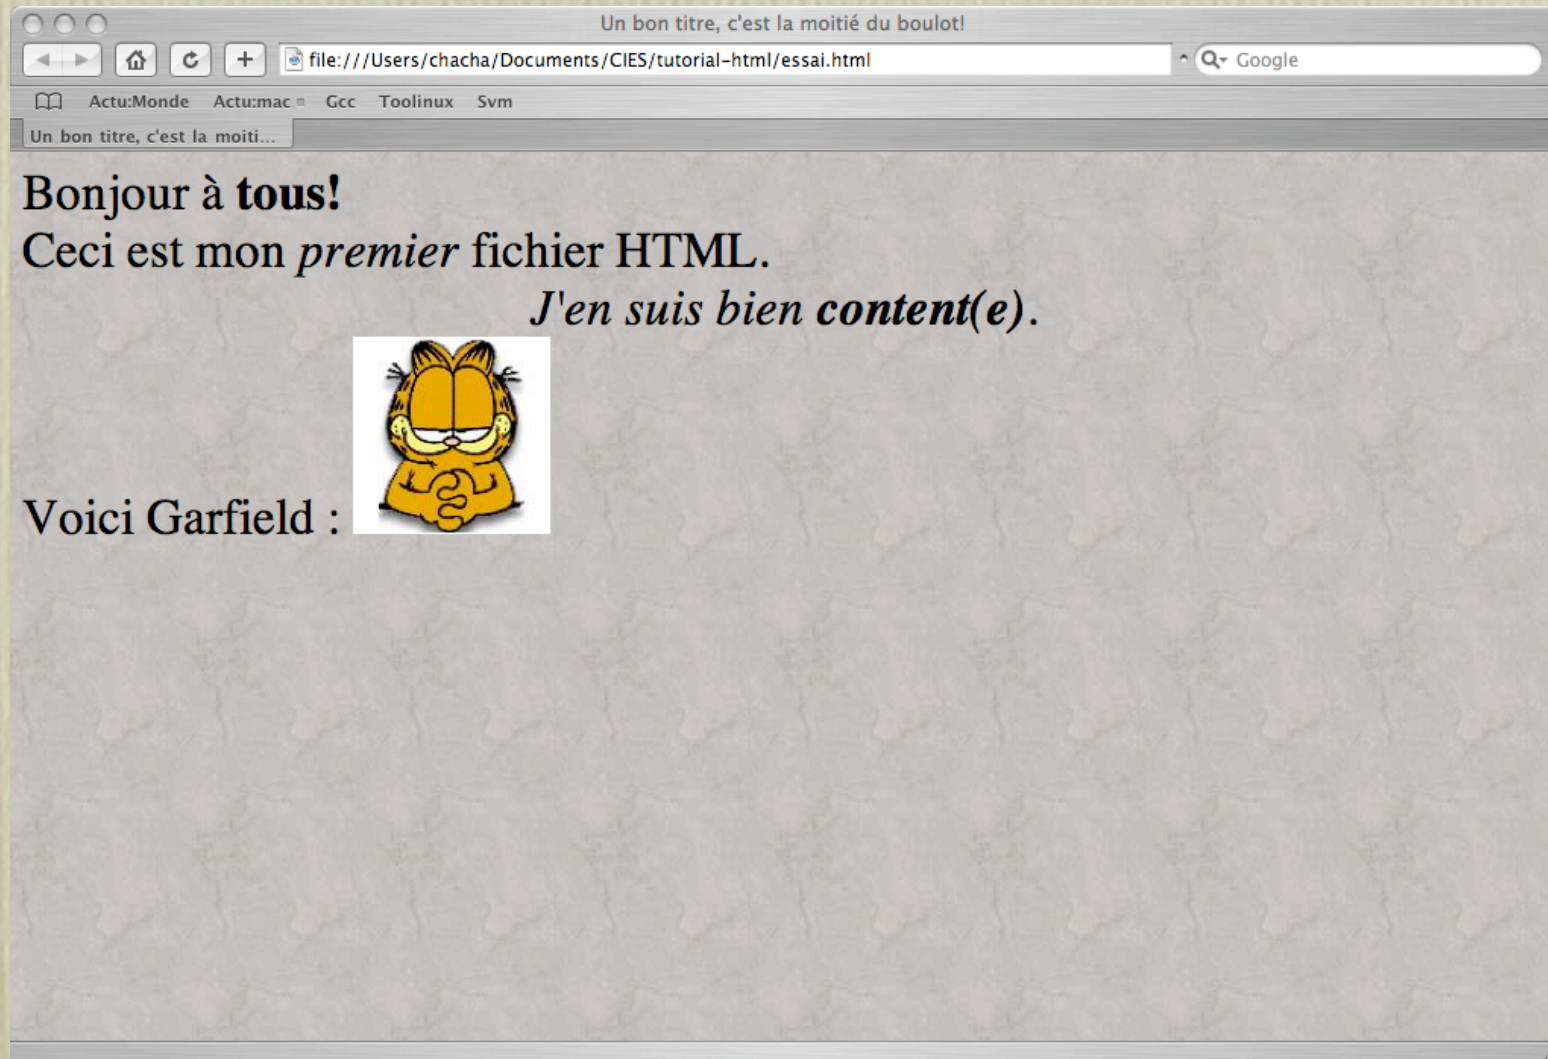 Un bon titre, c'est la moitié du boulot!
file:///Users/chacha/Documents/CIES/tutorial-html/essai.html
Google
Actu:Monde Actu:mac Gcc Toolinux Svm
Un bon titre, c'est la moiti...
Bonjour à tous!
Ceci est mon premier fichier HTML.
J'en suis bien content(e).
Voici Garfield :